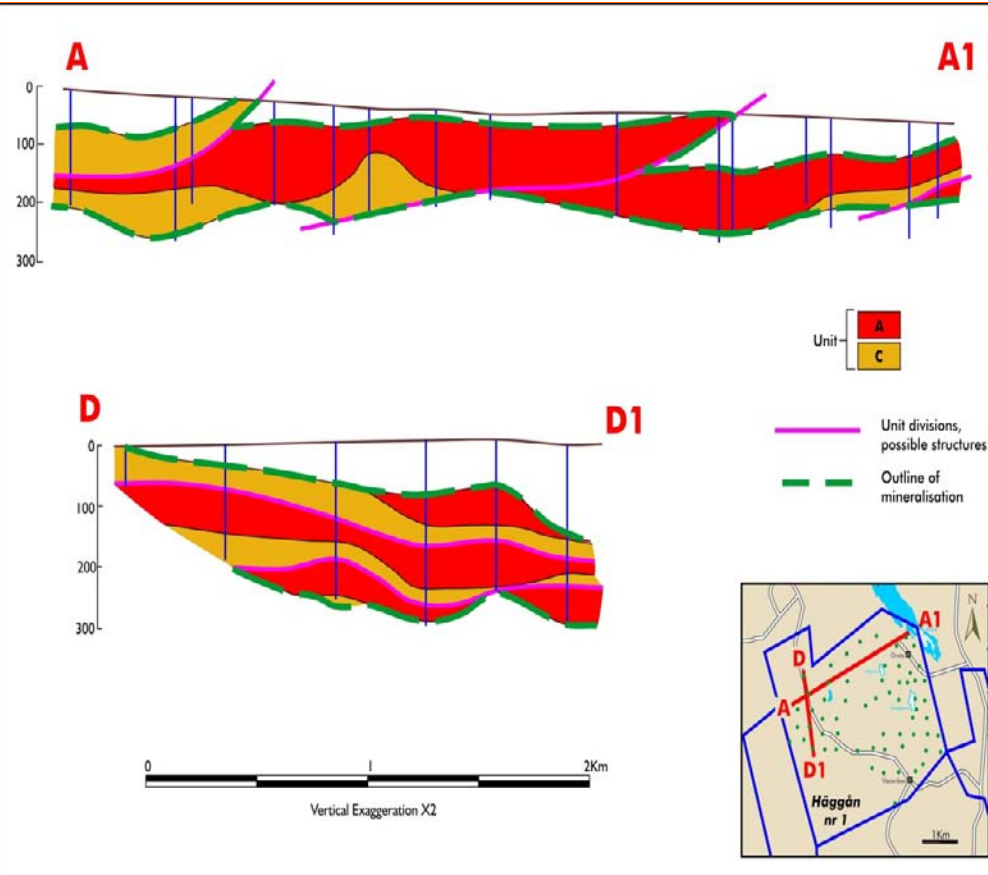 A
A1
0
100
200
300
Unit
A
C
D
D1
0
100
200
300
Unit divisions,
possible structures
Outline of
mineralisation
0
1
2Km
Vertical Exaggeration X2
N
A1
D
A
D1
Häggån
nr 1
1Km